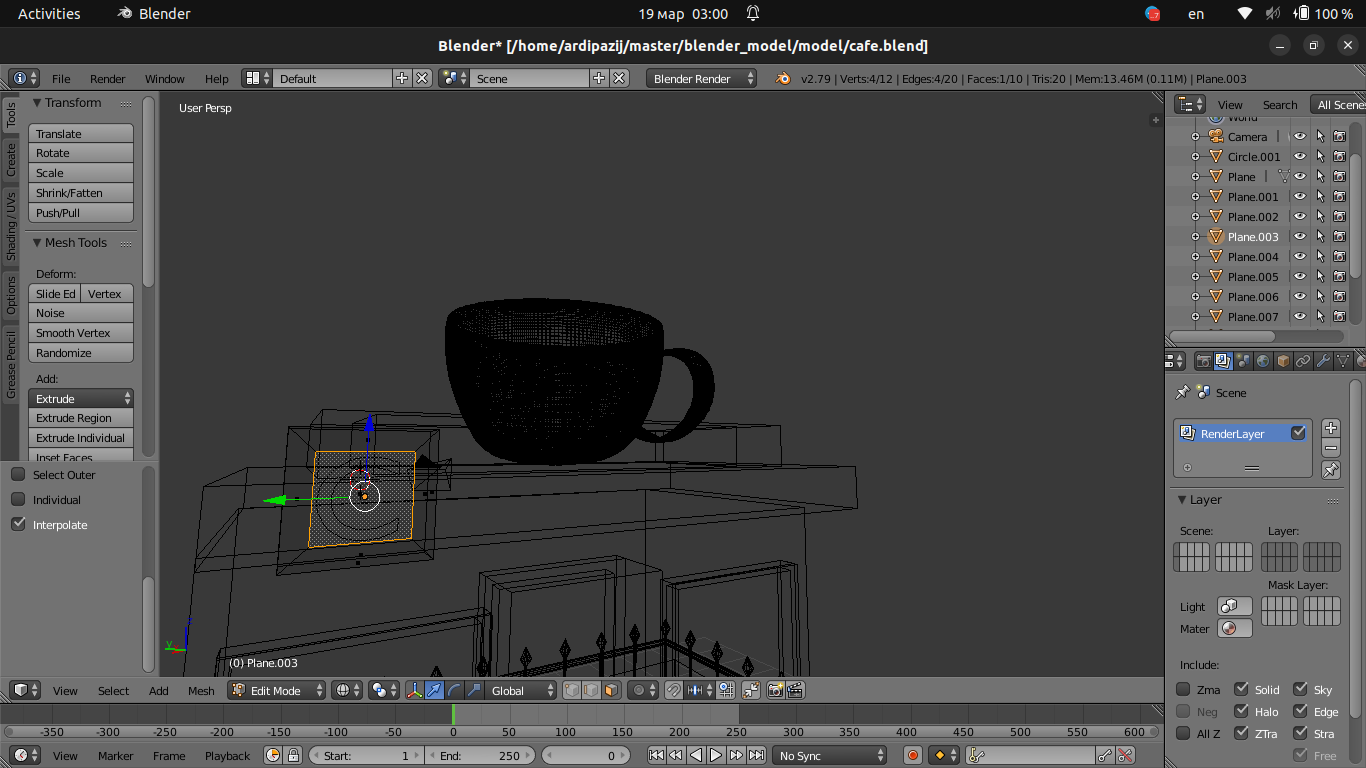 Activities Blender 19 мар 03:00 en 100 %
Blender* [/home/ardipazij/master/blender_model/model/cafe.blend]
File Render Window Help Default Scene Blender Render v2.79 | Verts:4/12 | Edges:4/20 | Faces:1/10 | Tris:20 | Mem:13.46M (0.11M) | Plane.003
Tools
Create
Shading / UVs
Options
Grease Pencil
Transform
Translate
Rotate
Scale
Shrink/Fatten
Push/Pull
Mesh Tools
Deform:
Slide Ed Vertex
Noise
Smooth Vertex
Randomize
Add:
Extrude
Extrude Region
Extrude Individual
Inset Faces
Select Outer
Individual
Interpolate
User Persp
(0) Plane.003
View Search All Scenes
World
Camera
Circle.001
Plane
Plane.001
Plane.002
Plane.003
Plane.004
Plane.005
Plane.006
Plane.007
Scene
RenderLayer
Layer
Scene: Layer:
Mask Layer:
Light
Mater
Include:
Zma Solid Sky
Neg Halo Edge
All Z ZTra Stra
Free
View Select Add Mesh Edit Mode Global
-350 -300 -250 -200 -150 -100 -50 0 50 100 150 200 250 300 350 400 450 500 550 600
View Marker Frame Playback Start: 1 End: 250 0 No Sync